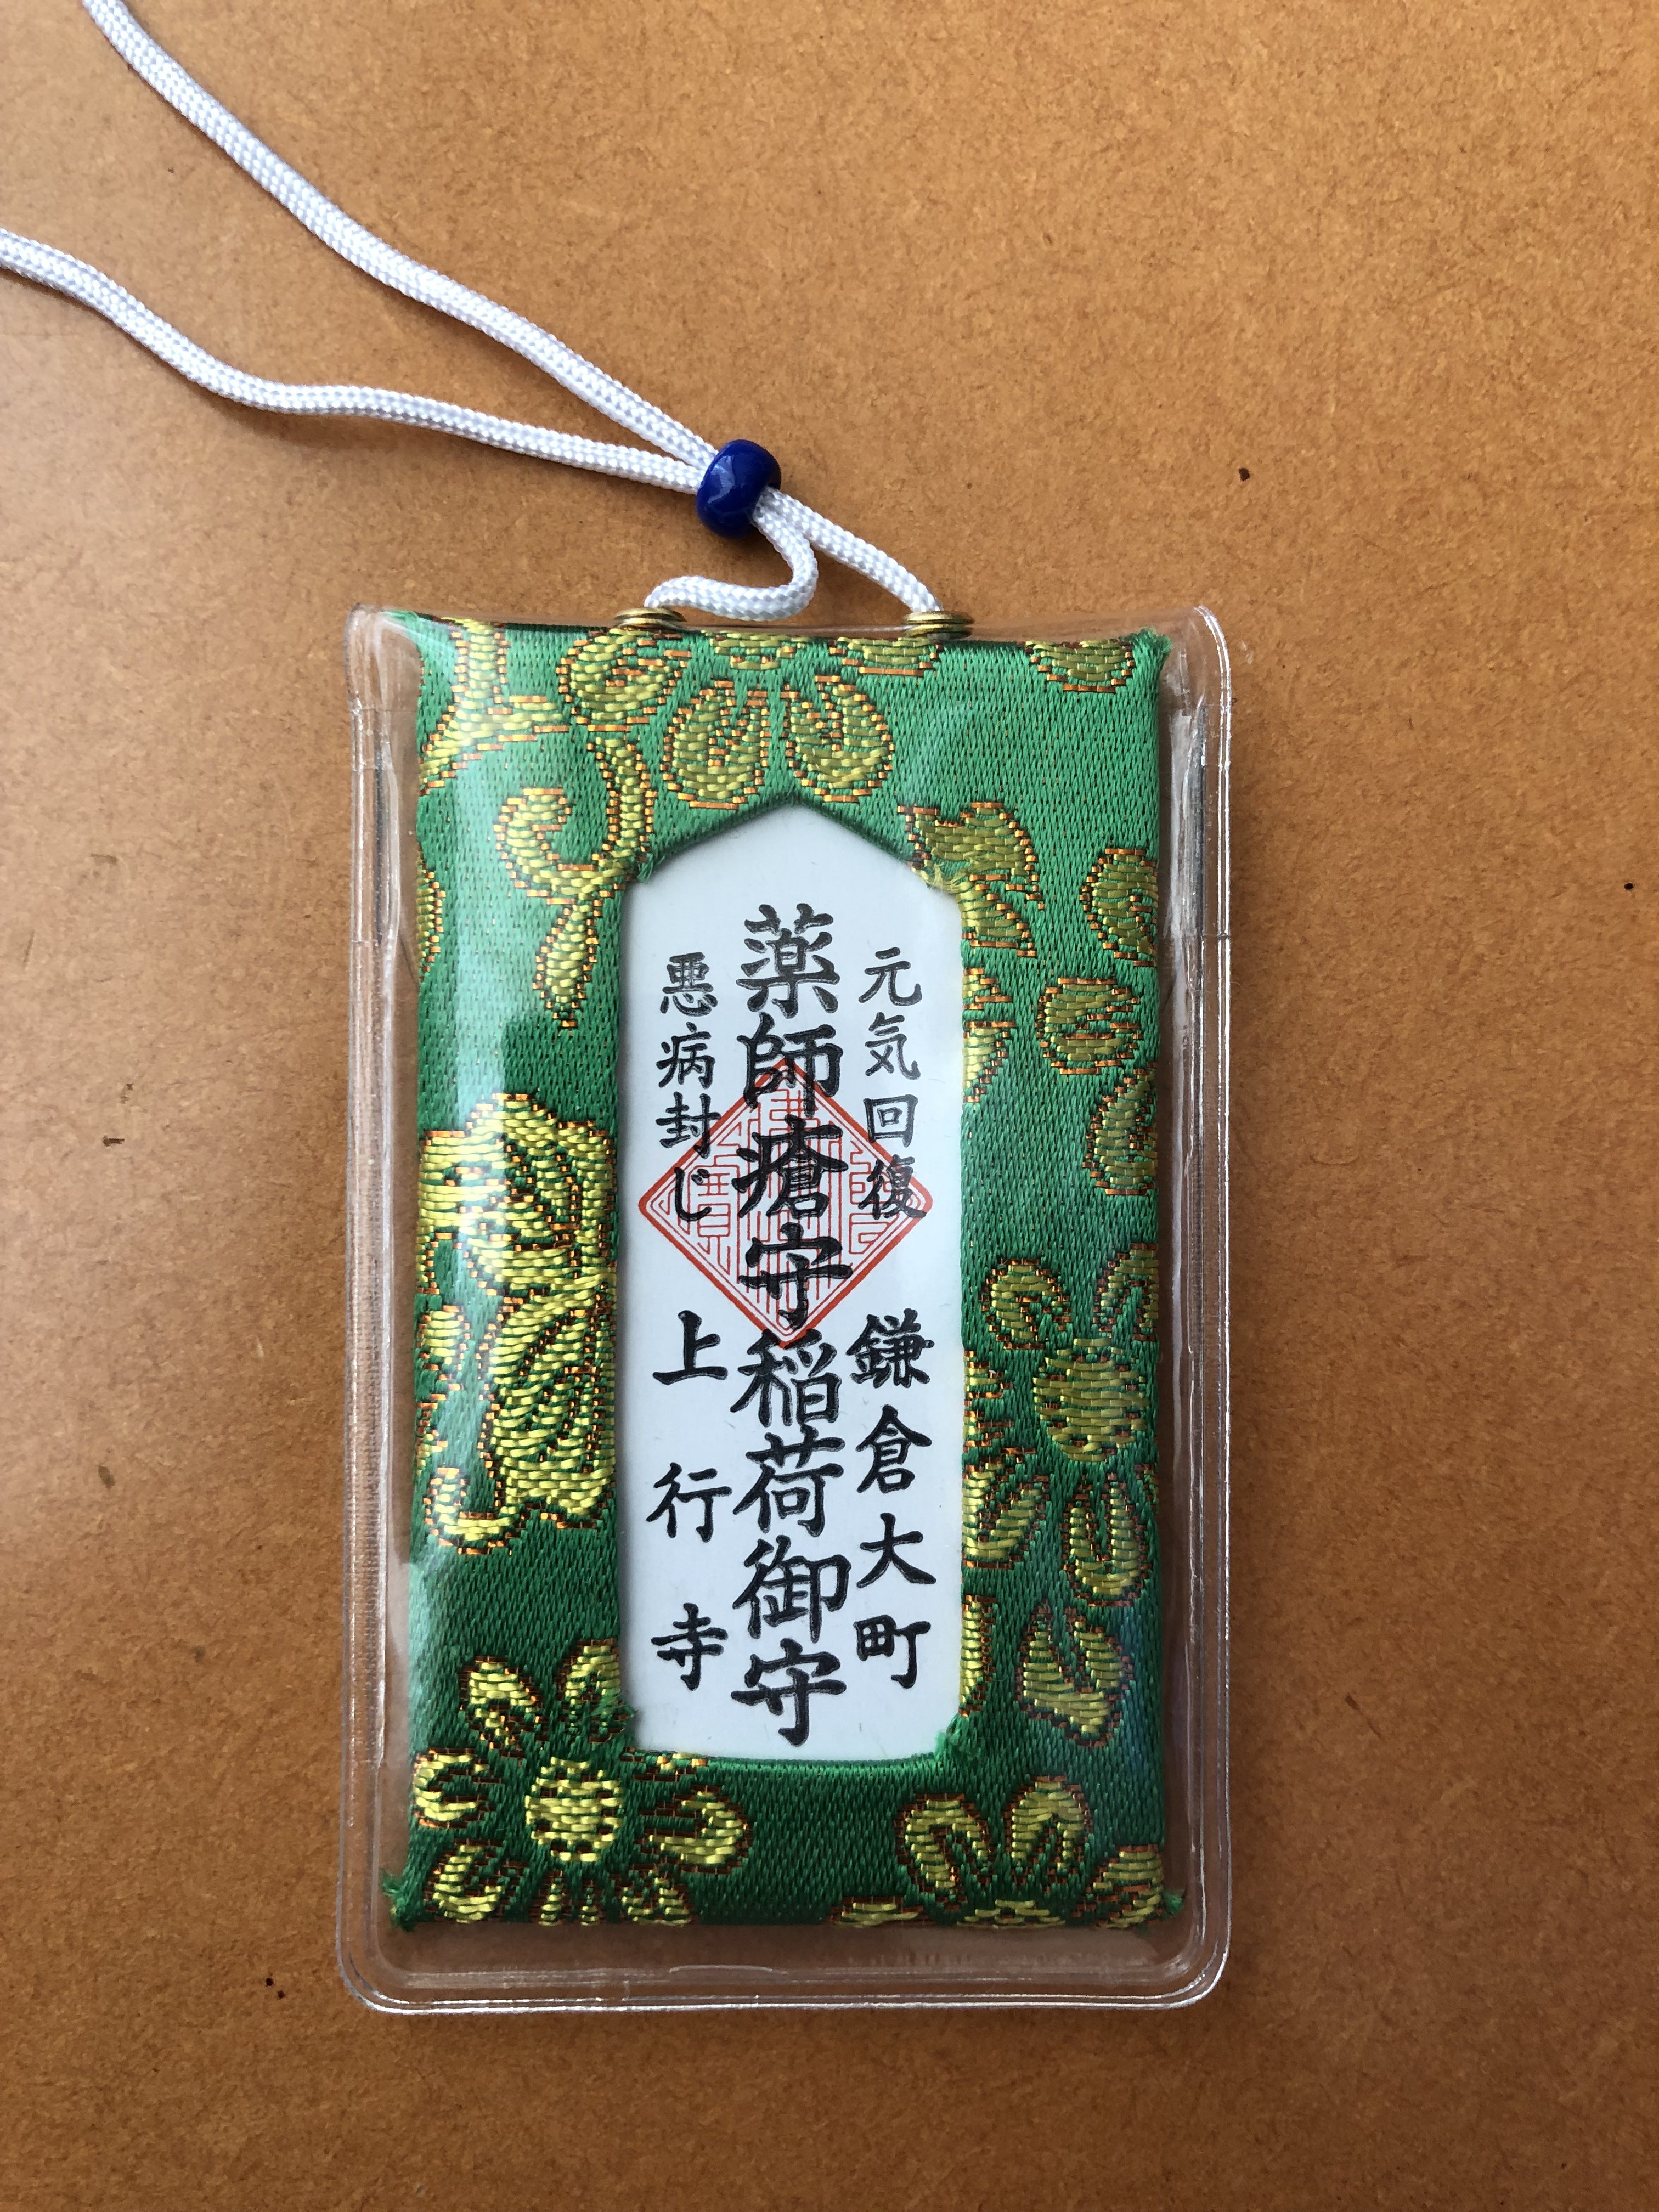 元気回復 鎌倉大町
薬師瘡守稲荷御守
悪病封じ 上行寺